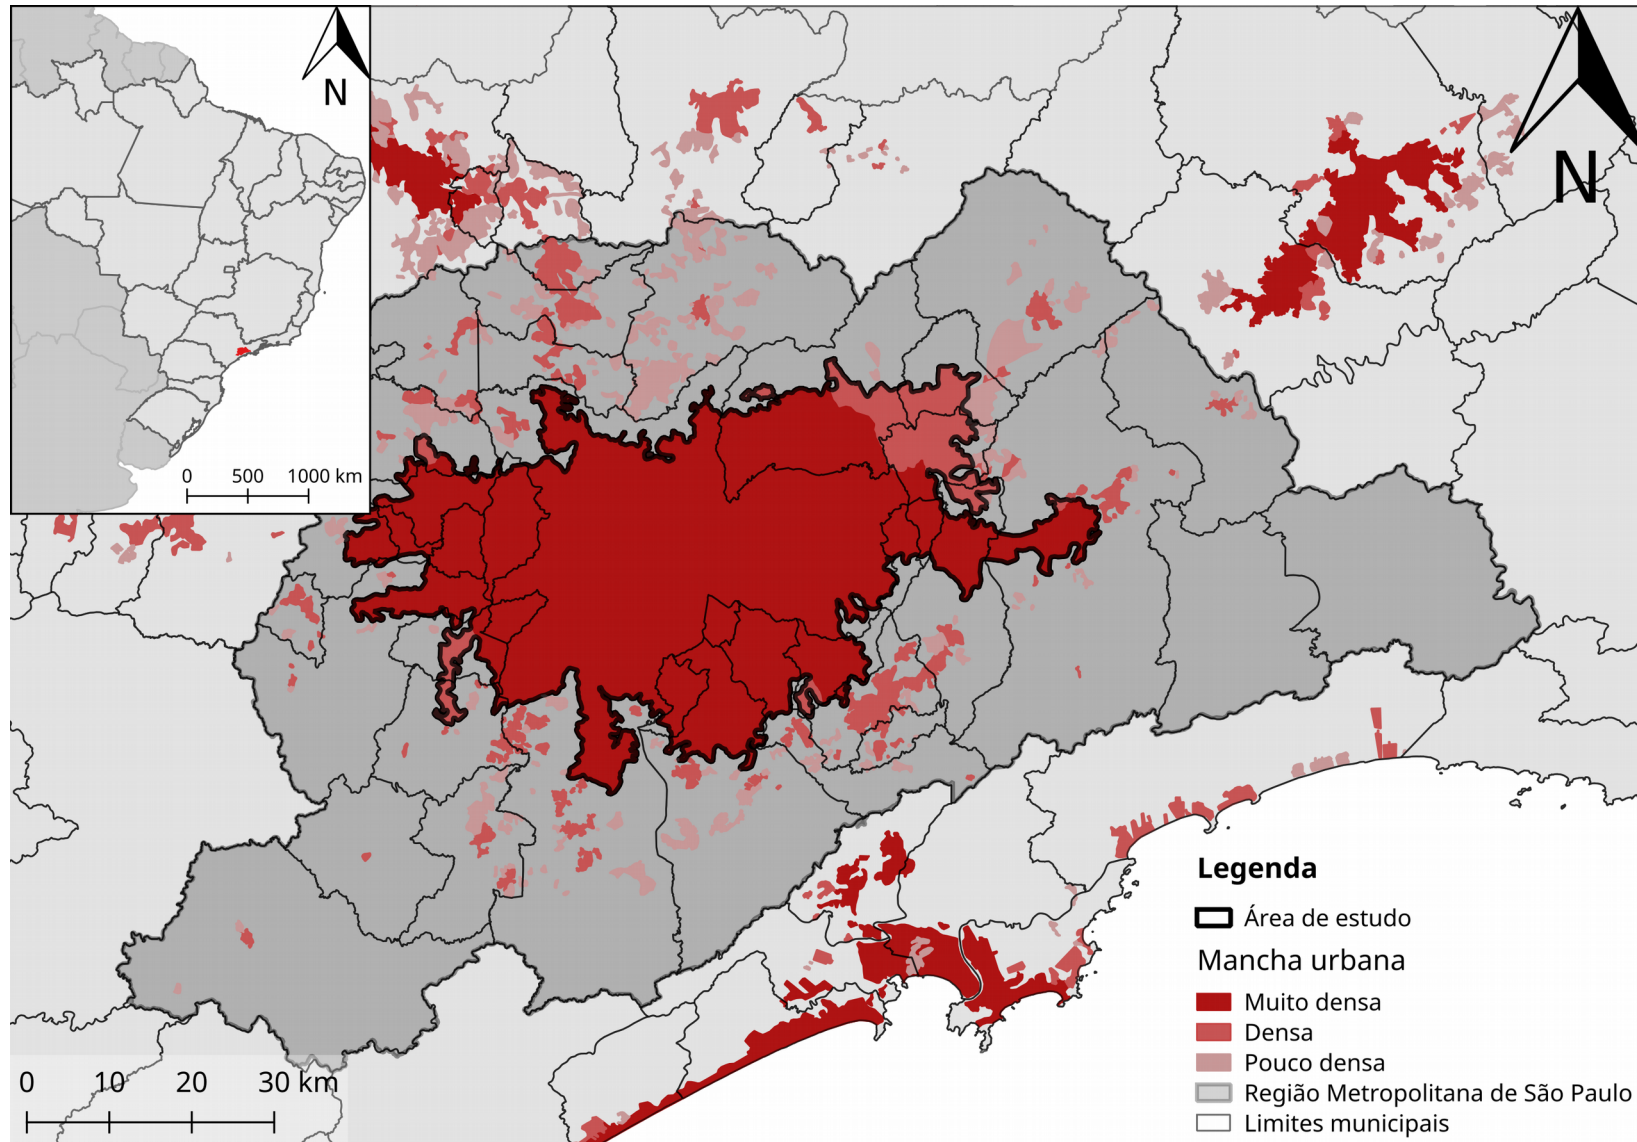 N
0 500 1000 km
N
Legenda
Área de estudo
Mancha urbana
Muito densa
Densa
Pouco densa
Região Metropolitana de São Paulo
Limites municipais
0 10 20 30 km